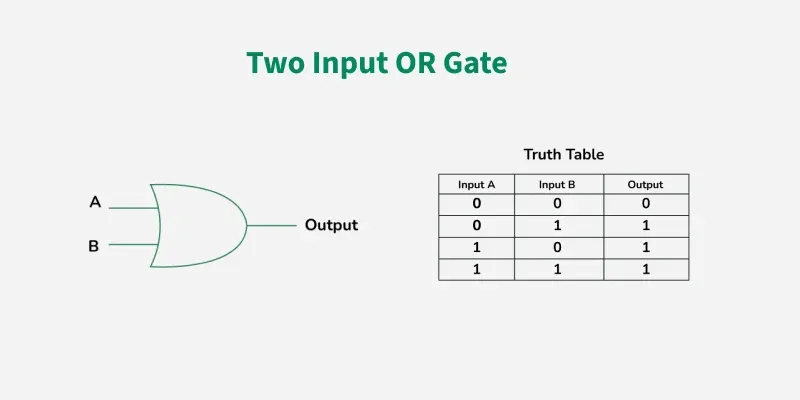 Two Input OR Gate
A
B
Output
Truth Table
Input A Input B Output
0 0 0
0 1 1
1 0 1
1 1 1